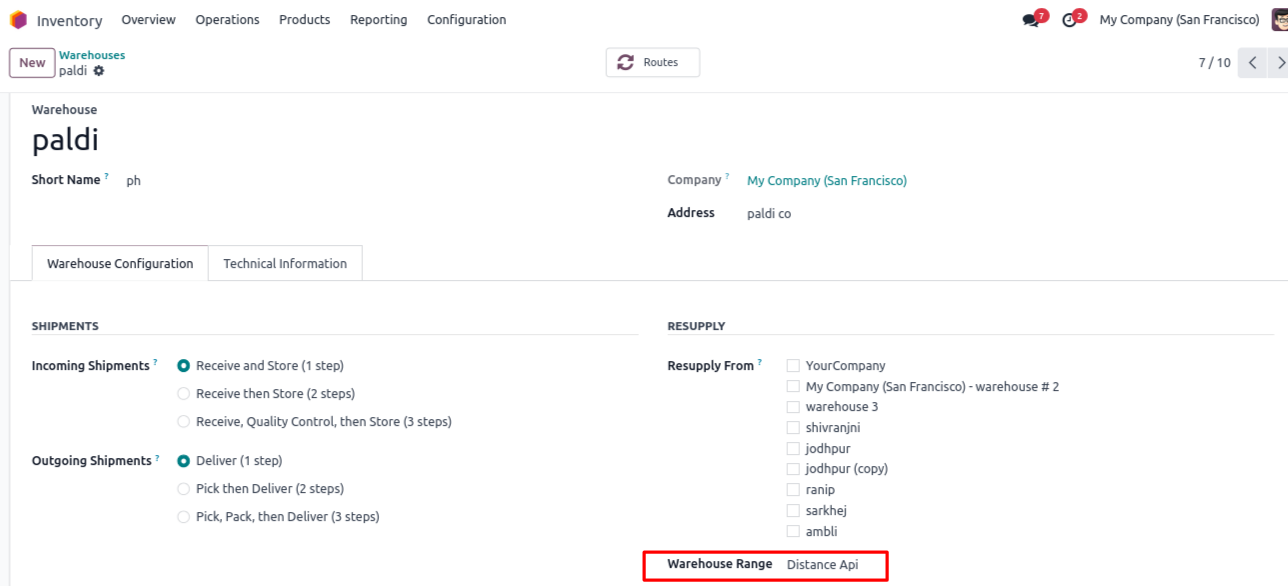 Inventory Overview Operations Products Reporting Configuration 7 2 My Company (San Francisco)
New Warehouses
paldi
Routes
7 / 10
Warehouse
paldi
Short Name ? ph
Company ? My Company (San Francisco)
Address paldi co
Warehouse Configuration Technical Information
SHIPMENTS
Incoming Shipments ? Receive and Store (1 step)
Receive then Store (2 steps)
Receive, Quality Control, then Store (3 steps)
Outgoing Shipments ? Deliver (1 step)
Pick then Deliver (2 steps)
Pick, Pack, then Deliver (3 steps)
RESUPPLY
Resupply From ? YourCompany
My Company (San Francisco) - warehouse # 2
warehouse 3
shivranjni
jodhpur
jodhpur (copy)
ranip
sarkhej
ambli
Warehouse Range Distance Api